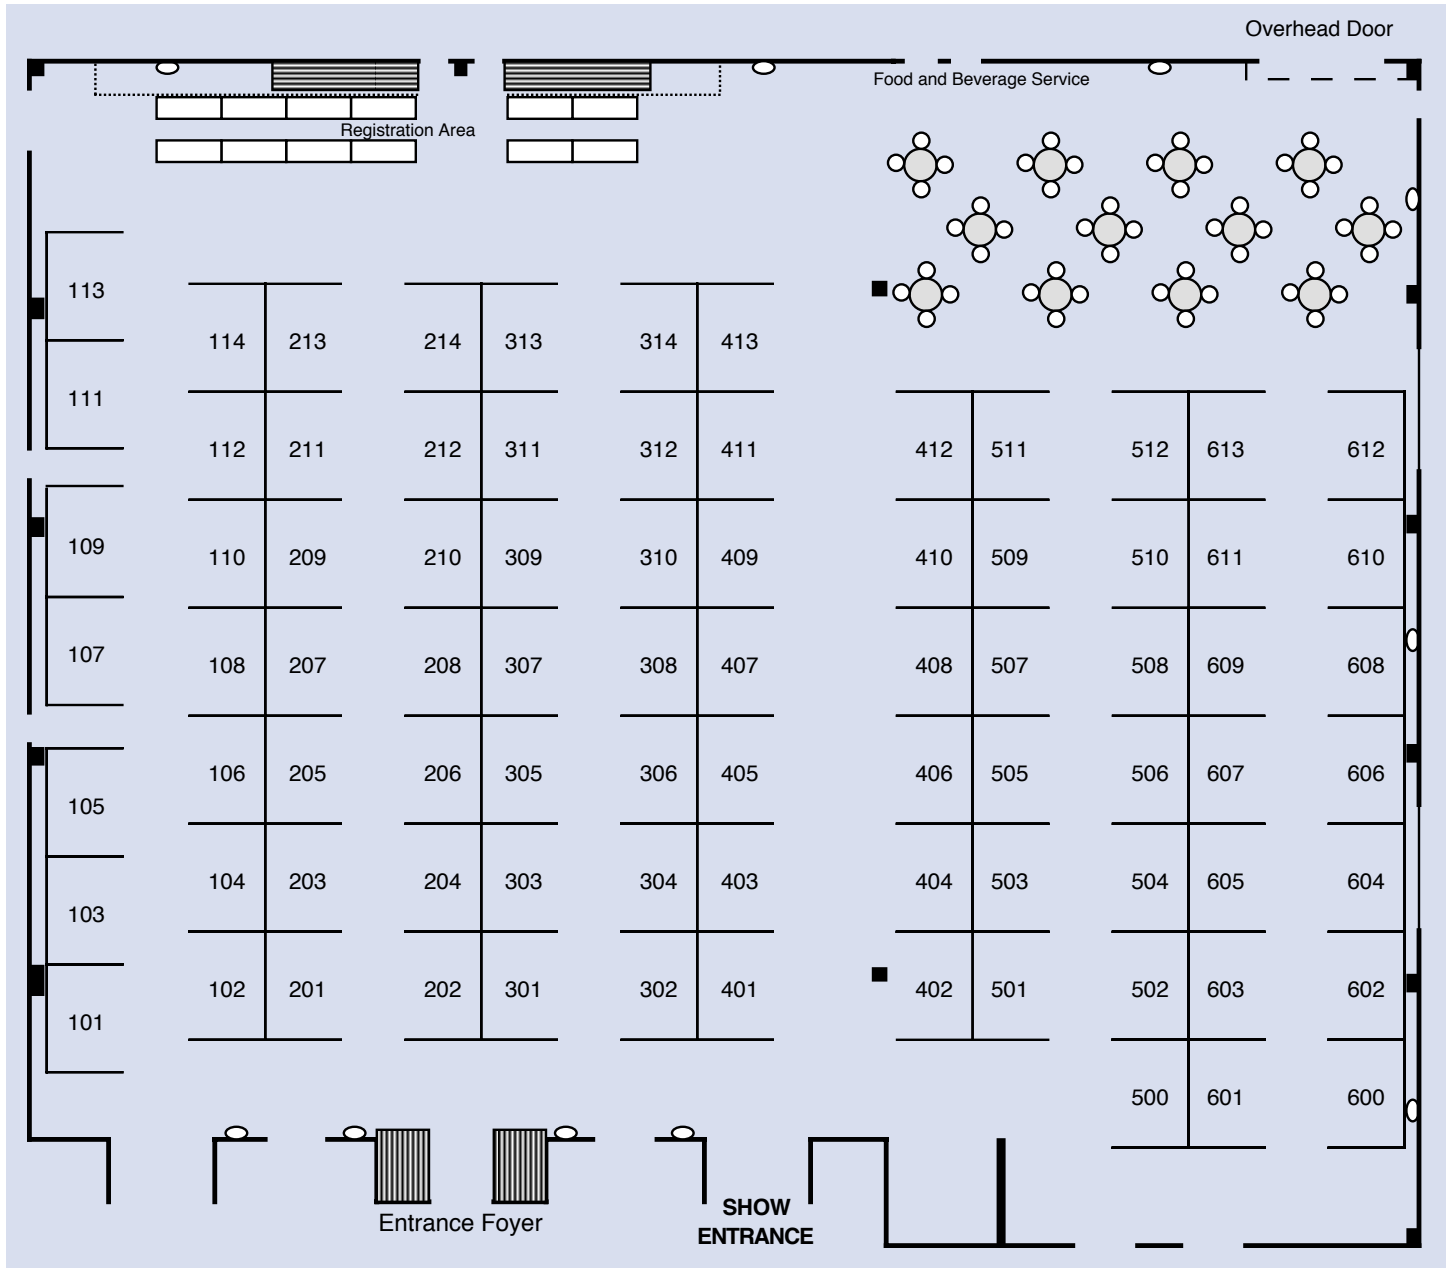 Overhead Door
Food and Beverage Service
Registration Area
113
111
114 213 214 313 314 413
112 211 212 311 312 411 412 511 512 613 612
109
110 209 210 309 310 409 410 509 510 611 610
107
108 207 208 307 308 407 408 507 508 609 608
106 205 206 305 306 405 406 505 506 607 606
105
104 203 204 303 304 403 404 503 504 605 604
103
102 201 202 301 302 401 402 501 502 603 602
101
500 601 600
SHOW
ENTRANCE
Entrance Foyer